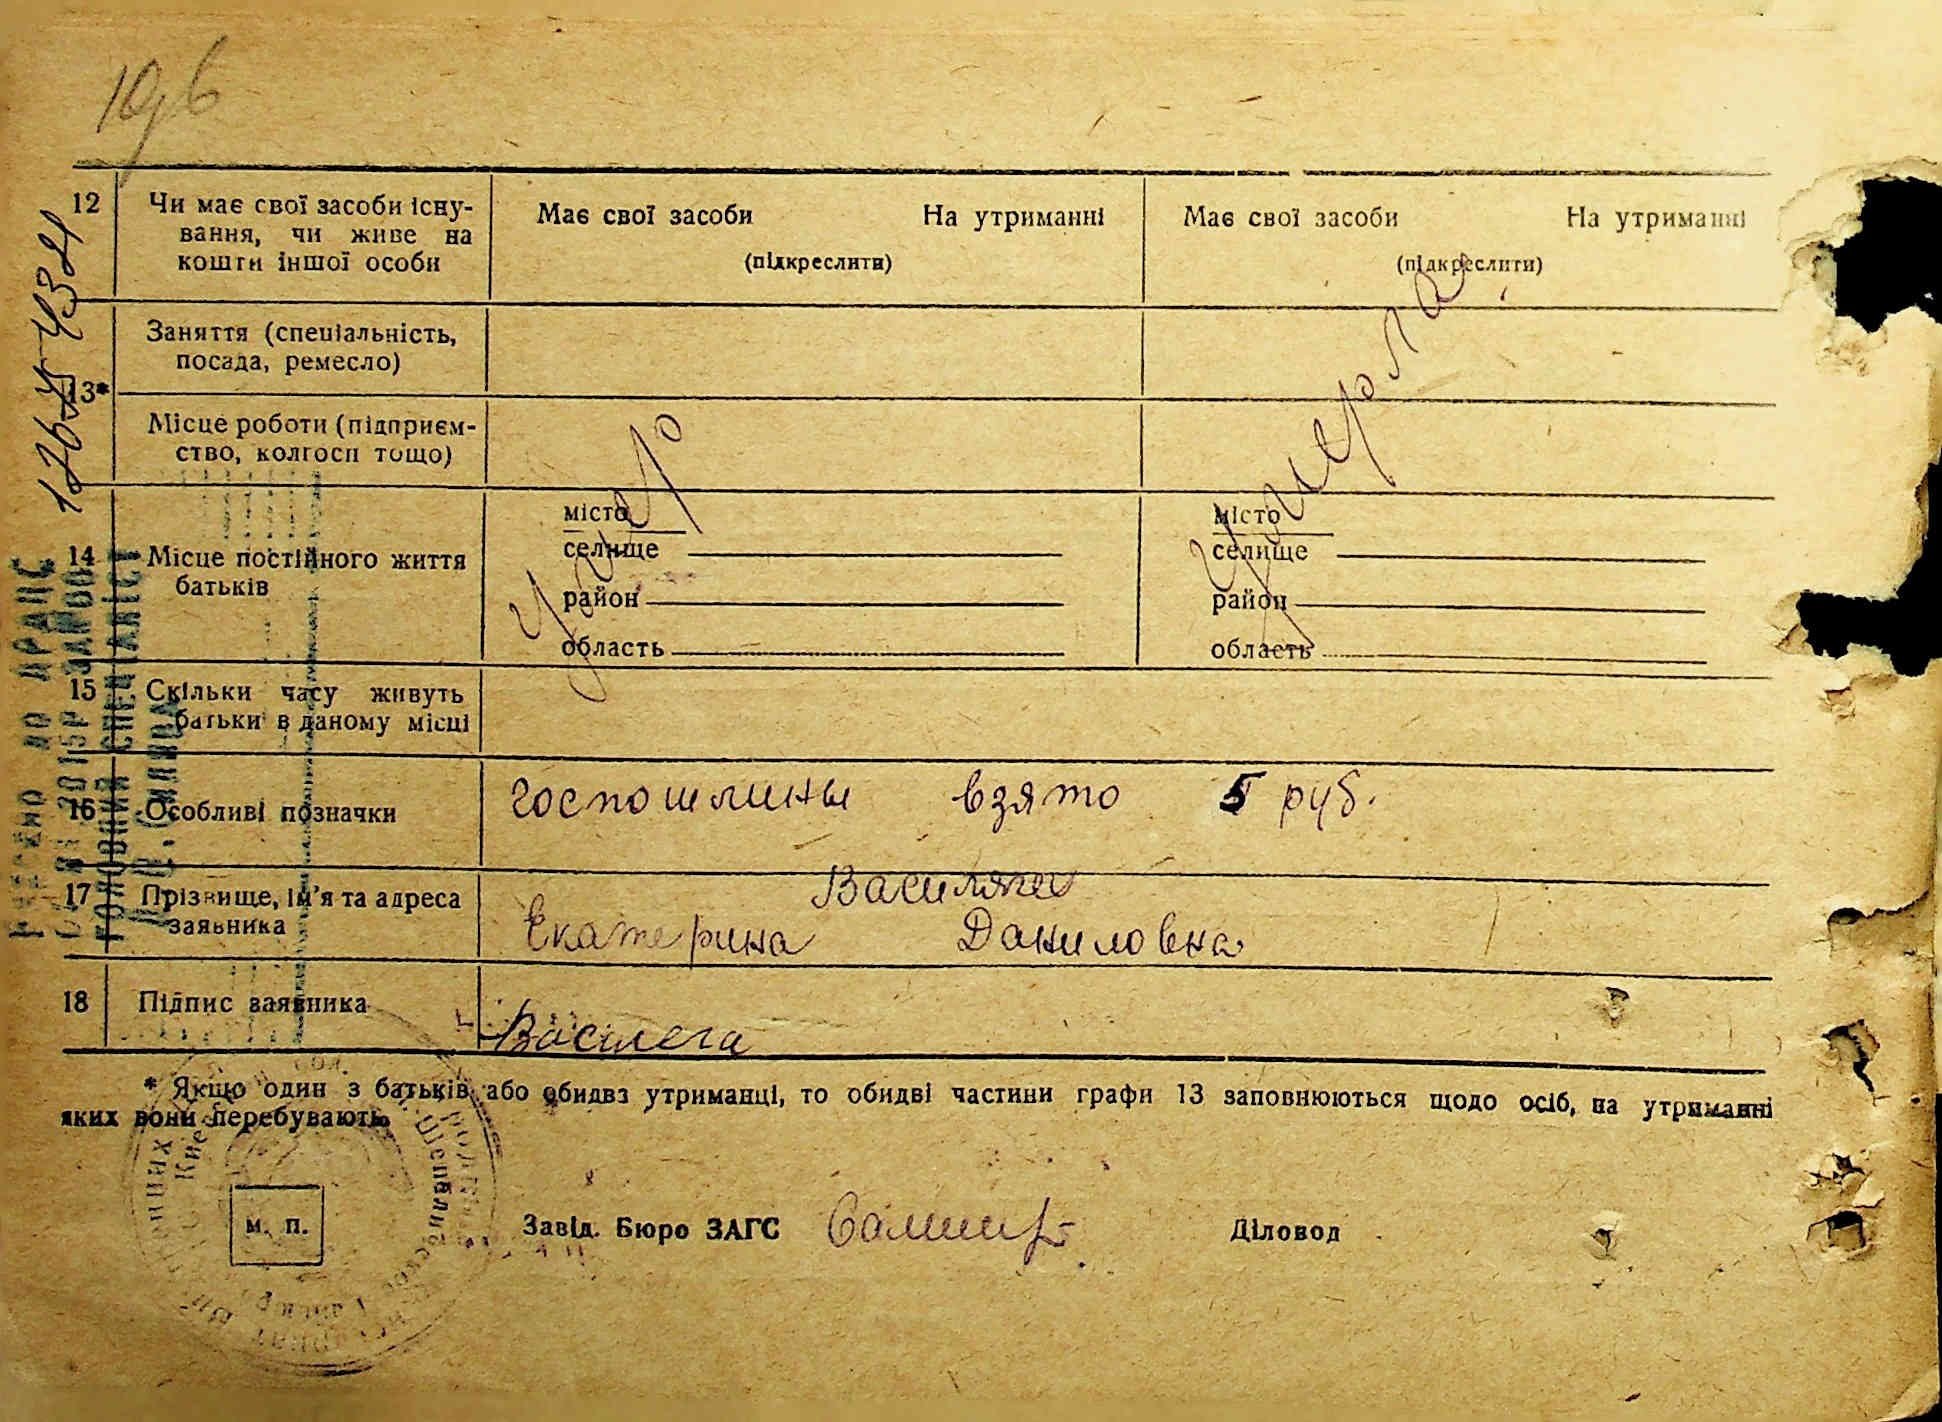 12 Чи має свої засоби існу- Має свої засоби На утриманні Має свої засоби На утриманні
вання, чи живе на
кошти іншої особи (підкреслити) (підкреслити)
Заняття (спеціальність,
посада, ремесло)
13*
Місце роботи (підприєм-
ство, колгосп тощо)
умер
умерла
місто місто
14 Місце постійного життя селище селище
батьків район район
область область
15 Скільки часу живуть
батьки в даному місці
16 Особливі позначки госпошлины взято 5 руб.
17 Прізвище, ім'я та адреса
заявника Екатерина Даниловна
18 Підпис заявника Василега
* Якщо один з батьків або обидва утриманці, то обидві частини графи 13 заповнюються щодо осіб, на утриманні
яких вони перебувають
м. п. Завід. Бюро ЗАГС Діловод